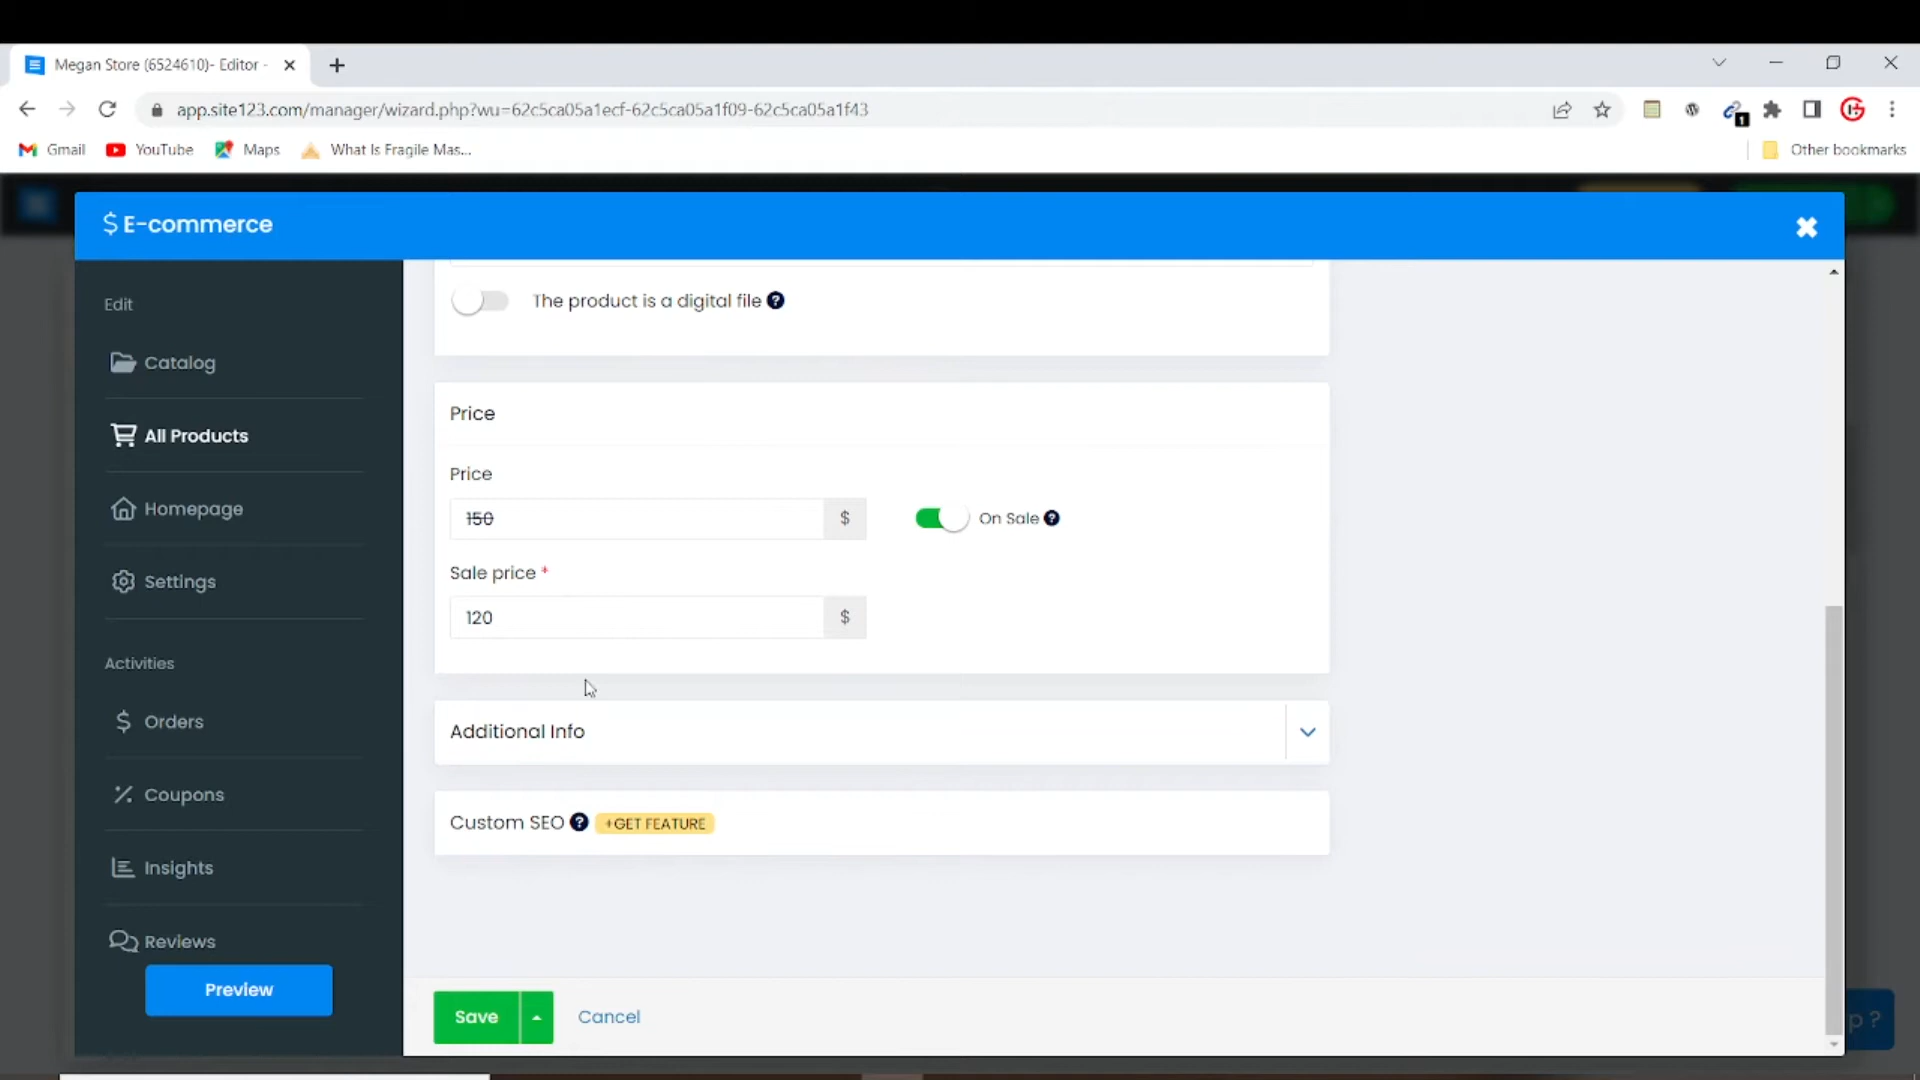 Megan Store (6524610)- Editor -
app.site123.com/manager/wizard.php?wu=62c5ca05a1ecf-62c5ca05a1f09-62c5ca05a1f43
1
Gmail
YouTube
Maps
What Is Fragile Mas...
Other bookmarks
$ E-commerce
Edit
Catalog
All Products
Homepage
Settings
Activities
$ Orders
% Coupons
Insights
Reviews
Preview
The product is a digital file ?
Price
Price
150 $
On Sale ?
Sale price *
120 $
Additional Info
Custom SEO ? +GET FEATURE
Save
Cancel
p ?